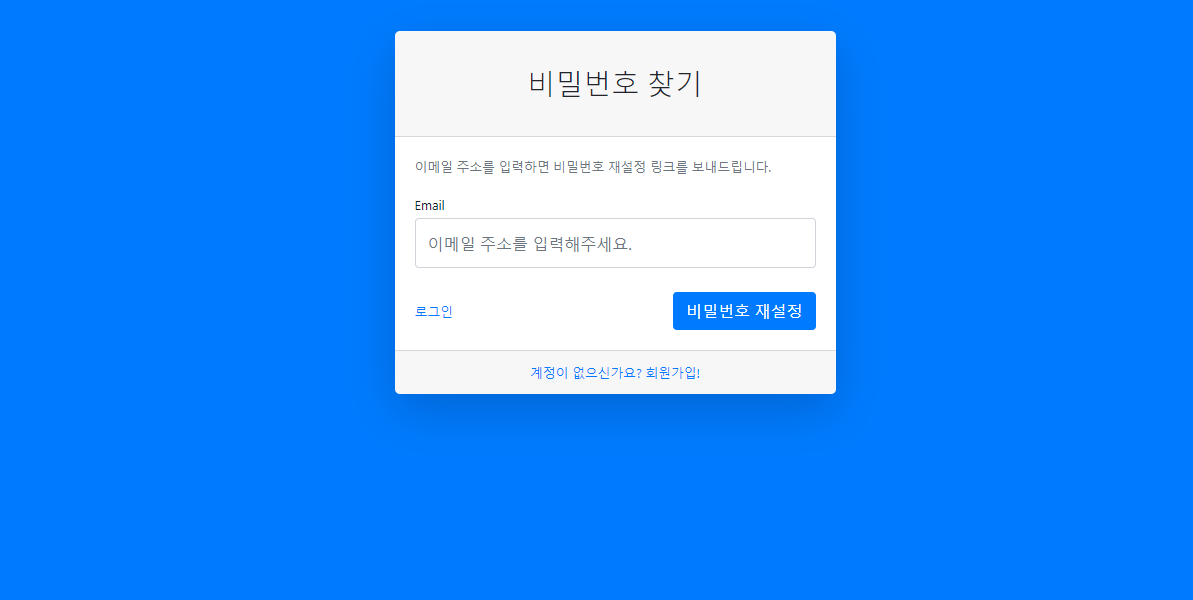 비밀번호 찾기
이메일 주소를 입력하면 비밀번호 재설정 링크를 보내드립니다.
Email
이메일 주소를 입력해주세요.
로그인
비밀번호 재설정
계정이 없으신가요? 회원가입!